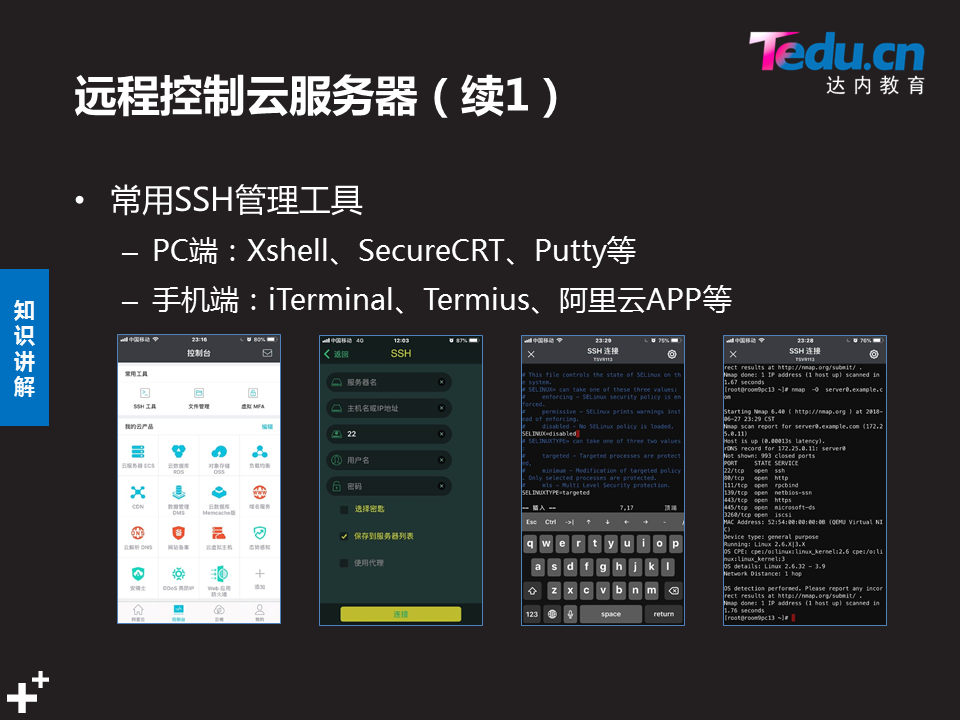 Tedu.cn
达内教育
远程控制云服务器（续1）
• 常用SSH管理工具
– PC端：Xshell、SecureCRT、Putty等
– 手机端：iTerminal、Termius、阿里云APP等
知识讲解
中国移动 23:16 80%
控制台
常用工具
SSH 工具 文件管理 虚拟 MFA
我的云产品 编辑
云服务器 ECS 云数据库 RDS 对象存储 OSS 负载均衡
CDN 数据管理 DMS 云数据库 Memcache版 域名服务
云解析 DNS 网站备案 云虚拟主机 态势感知
安骑士 DDoS 高防IP Web 应用防火墙 添加
阿里云 控制台 云栖 我的
中国移动 4G 12:03 87%
返回 SSH
服务器名
主机名或IP地址
22
用户名
密码
选择密匙
保存到服务器列表
使用代理
连接
中国移动 23:29 75%
SSH 连接
TSV9113
# This file controls the state of SELinux on th
e system.
# SELINUX= can take one of these three values:
#     enforcing - SELinux security policy is en
forced.
#     permissive - SELinux prints warnings inst
ead of enforcing.
#     disabled - No SELinux policy is loaded.
SELINUX=disabled
# SELINUXTYPE= can take one of three two values
:
#     targeted - Targeted processes are protect
ed,
#     minimum - Modification of targeted policy
. Only selected processes are protected.
#     mls - Multi Level Security protection.
SELINUXTYPE=targeted
-- 插入 -- 7,17 顶端
Esc Ctrl ->| ↑ ↓ ← → - /
q w e r t y u i o p
a s d f g h j k l
z x c v b n m
123 space return
中国移动 23:28 76%
SSH 连接
TSV9113
rect results at http://nmap.org/submit/ .
Nmap done: 1 IP address (1 host up) scanned in
1.67 seconds
[root@room9pc13 ~]# nmap -O server0.example.c
om
Starting Nmap 6.40 ( http://nmap.org ) at 2018-
06-27 23:29 CST
Nmap scan report for server0.example.com (172.2
5.0.11)
Host is up (0.00013s latency).
rDNS record for 172.25.0.11: server0
Not shown: 993 closed ports
PORT     STATE SERVICE
22/tcp   open  ssh
80/tcp   open  http
111/tcp  open  rpcbind
139/tcp  open  netbios-ssn
443/tcp  open  https
445/tcp  open  microsoft-ds
3260/tcp open  iscsi
MAC Address: 52:54:00:00:00:0B (QEMU Virtual NI
C)
Device type: general purpose
Running: Linux 2.6.X|3.X
OS CPE: cpe:/o:linux:linux_kernel:2.6 cpe:/o:li
nux:linux_kernel:3
OS details: Linux 2.6.32 - 3.9
Network Distance: 1 hop
OS detection performed. Please report any incor
rect results at http://nmap.org/submit/ .
Nmap done: 1 IP address (1 host up) scanned in
1.76 seconds
[root@room9pc13 ~]#